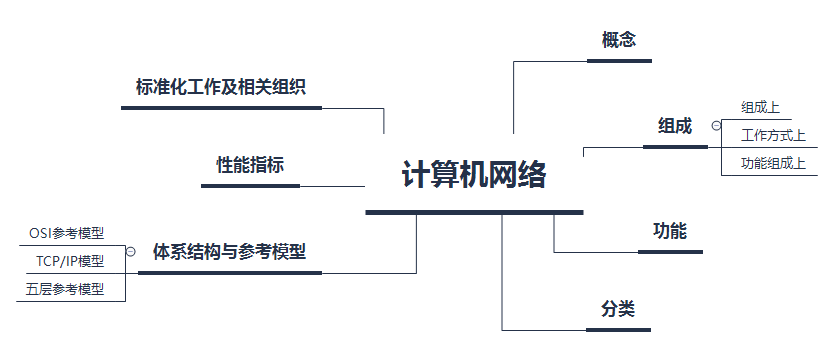 概念
标准化工作及相关组织
组成上
组成
工作方式上
功能组成上
性能指标
计算机网络
OSI参考模型
体系结构与参考模型
TCP/IP模型
五层参考模型
功能
分类